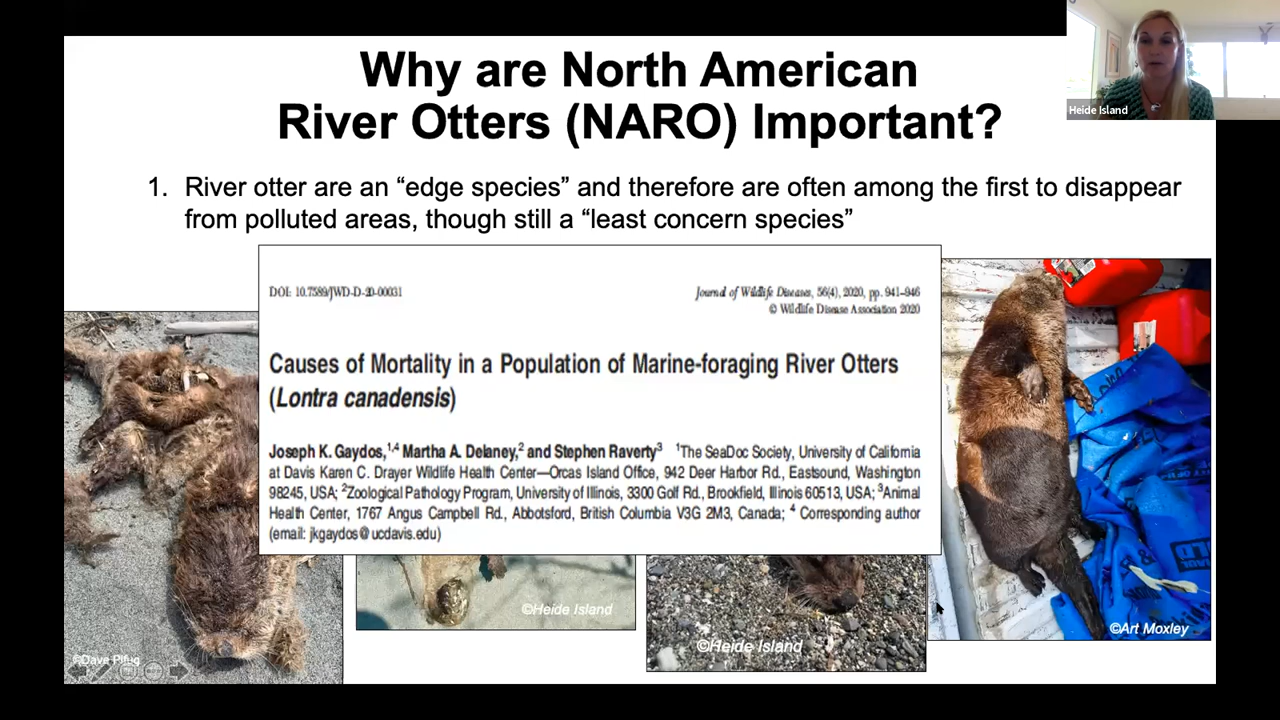 Why are North American
River Otters (NARO) Important?
Heide Island
1. River otter are an “edge species” and therefore are often among the first to disappear
from polluted areas, though still a “least concern species”
DOI: 10.7589/JWD-D-20-00031
Journal of Wildlife Diseases, 56(4), 2020, pp. 941–946
© Wildlife Disease Association 2020
Causes of Mortality in a Population of Marine-foraging River Otters
(Lontra canadensis)
Joseph K. Gaydos,1,4 Martha A. Delaney,2 and Stephen Raverty3 1The SeaDoc Society, University of California
at Davis Karen C. Drayer Wildlife Health Center—Orcas Island Office, 942 Deer Harbor Rd., Eastsound, Washington
98245, USA; 2Zoological Pathology Program, University of Illinois, 3300 Golf Rd., Brookfield, Illinois 60513, USA; 3Animal
Health Center, 1767 Angus Campbell Rd., Abbotsford, British Columbia V3G 2M3, Canada; 4 Corresponding author
(email: jkgaydos@ucdavis.edu)
©Heide Island
©Heide Island
©Art Moxley
©Dave Pflug